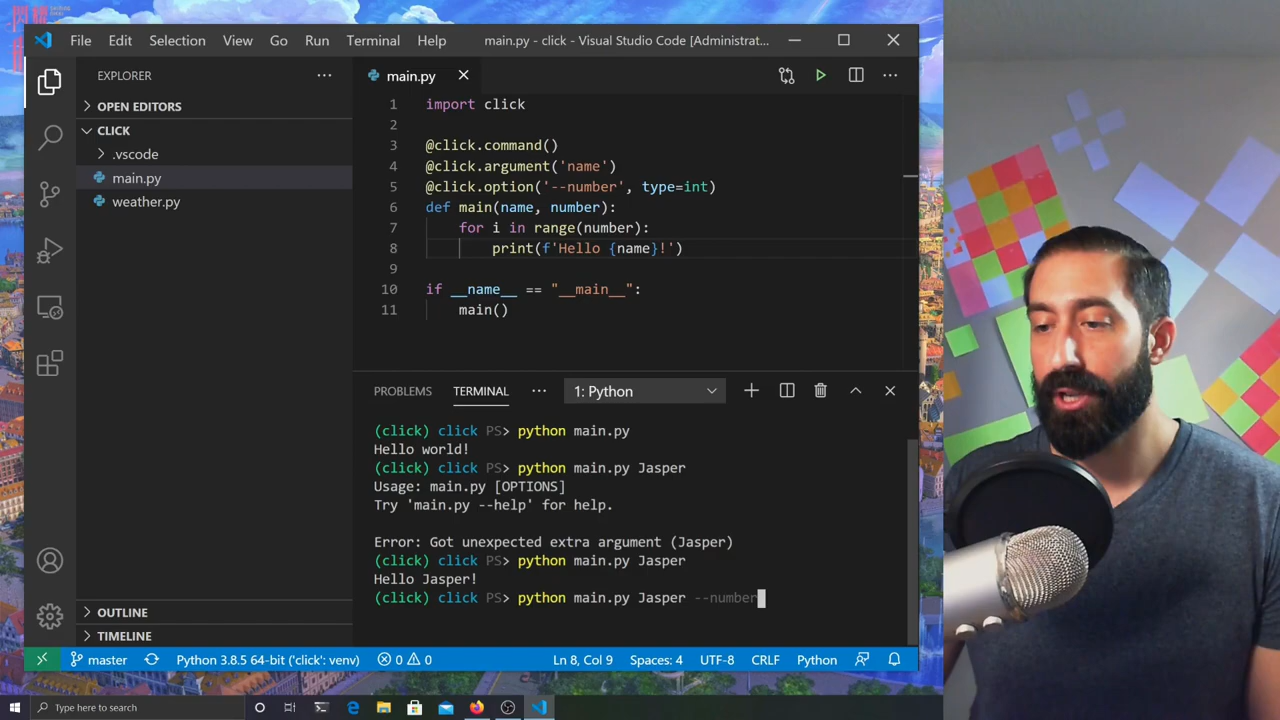 File Edit Selection View Go Run Terminal Help main.py - click - Visual Studio Code [Administrat...
EXPLORER
OPEN EDITORS
CLICK
.vscode
main.py
weather.py
OUTLINE
TIMELINE
main.py
1 import click
2
3 @click.command()
4 @click.argument('name')
5 @click.option('--number', type=int)
6 def main(name, number):
7 for i in range(number):
8 print(f'Hello {name}!')
9
10 if __name__ == "__main__":
11 main()
PROBLEMS TERMINAL ... 1: Python
(click) click PS> python main.py
Hello world!
(click) click PS> python main.py Jasper
Usage: main.py [OPTIONS]
Try 'main.py --help' for help.
Error: Got unexpected extra argument (Jasper)
(click) click PS> python main.py Jasper
Hello Jasper!
(click) click PS> python main.py Jasper --number
master Python 3.8.5 64-bit ('click': venv) 0 0 Ln 8, Col 9 Spaces: 4 UTF-8 CRLF Python
Type here to search